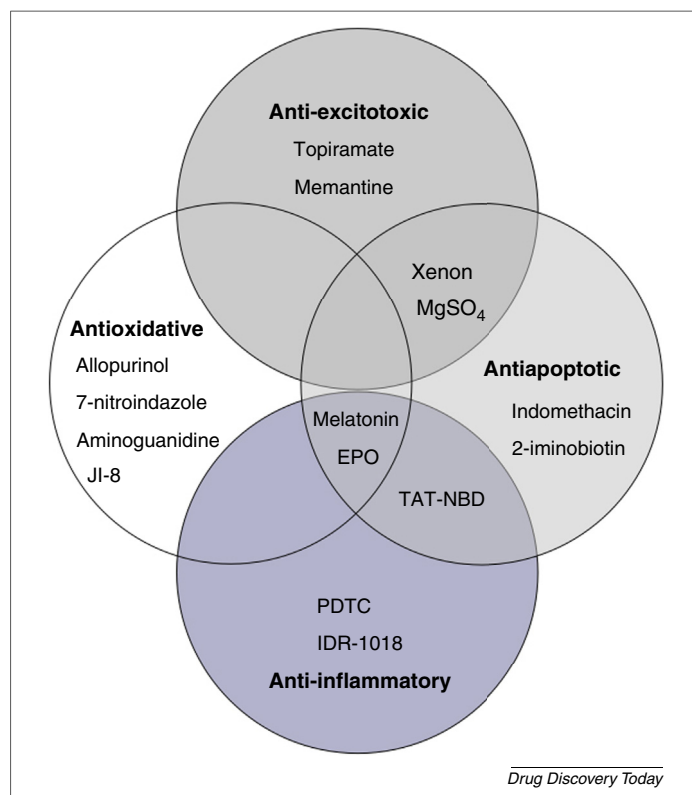 Anti-excitotoxic
Topiramate
Memantine
Xenon
MgSO₄
Antioxidative
Allopurinol
7-nitroindazole
Aminoguanidine
JI-8
Antiapoptotic
Indomethacin
2-iminobiotin
Melatonin
EPO
TAT-NBD
PDTC
IDR-1018
Anti-inflammatory
Drug Discovery Today